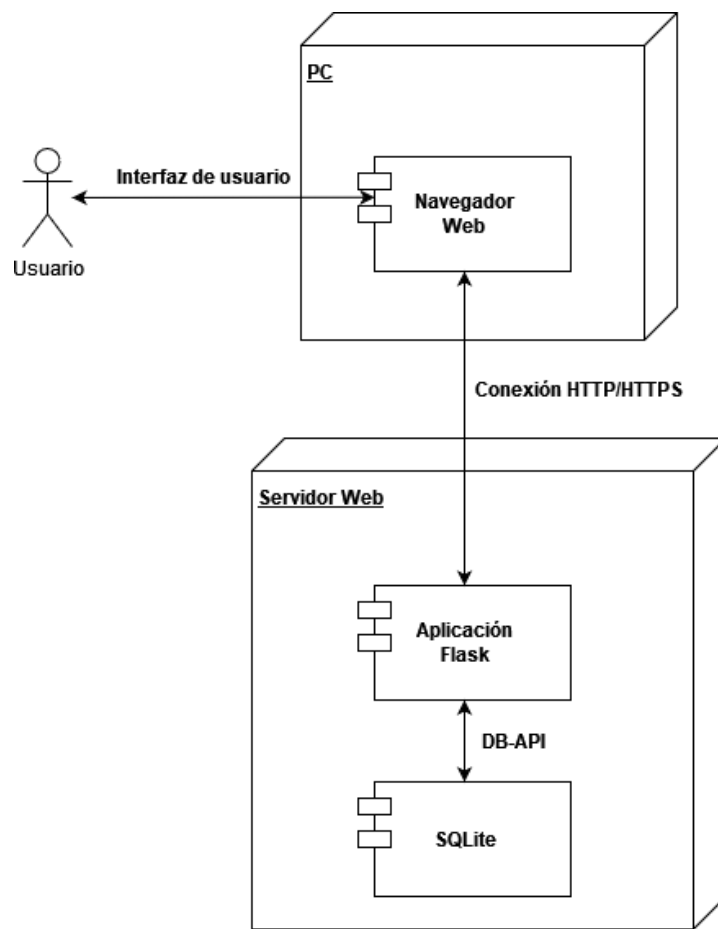 PC
Interfaz de usuario
Navegador
Web
Usuario
Conexión HTTP/HTTPS
Servidor Web
Aplicación
Flask
DB-API
SQLite